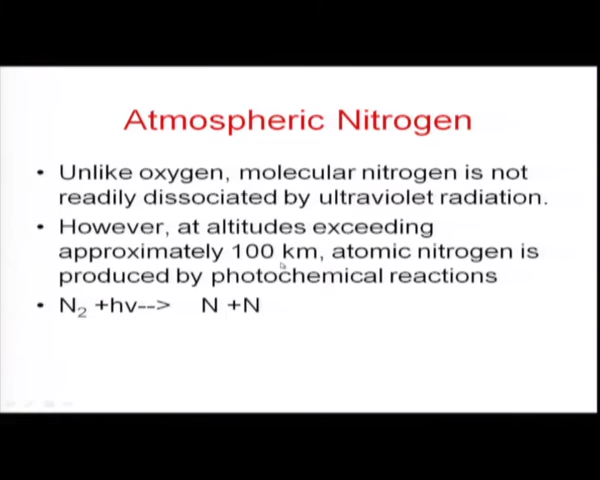 Atmospheric Nitrogen
• Unlike oxygen, molecular nitrogen is not
readily dissociated by ultraviolet radiation.
• However, at altitudes exceeding
approximately 100 km, atomic nitrogen is
produced by photochemical reactions
• N₂ +hv--> N +N